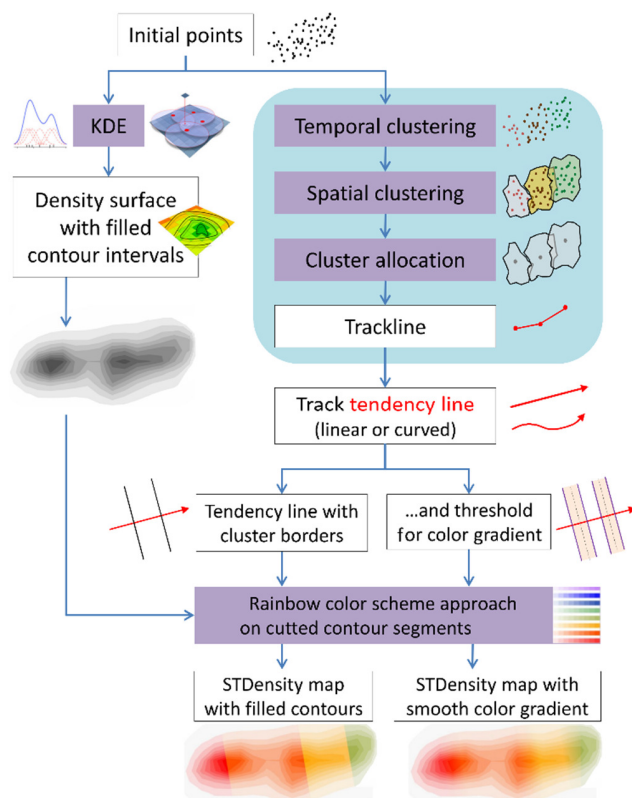 Initial points
KDE
Temporal clustering
Density surface
with filled
contour intervals
Spatial clustering
Cluster allocation
Trackline
Track tendency line
(linear or curved)
Tendency line with
cluster borders
...and threshold
for color gradient
Rainbow color scheme approach
on cutted contour segments
STDensity map
with filled contours
STDensity map with
smooth color gradient